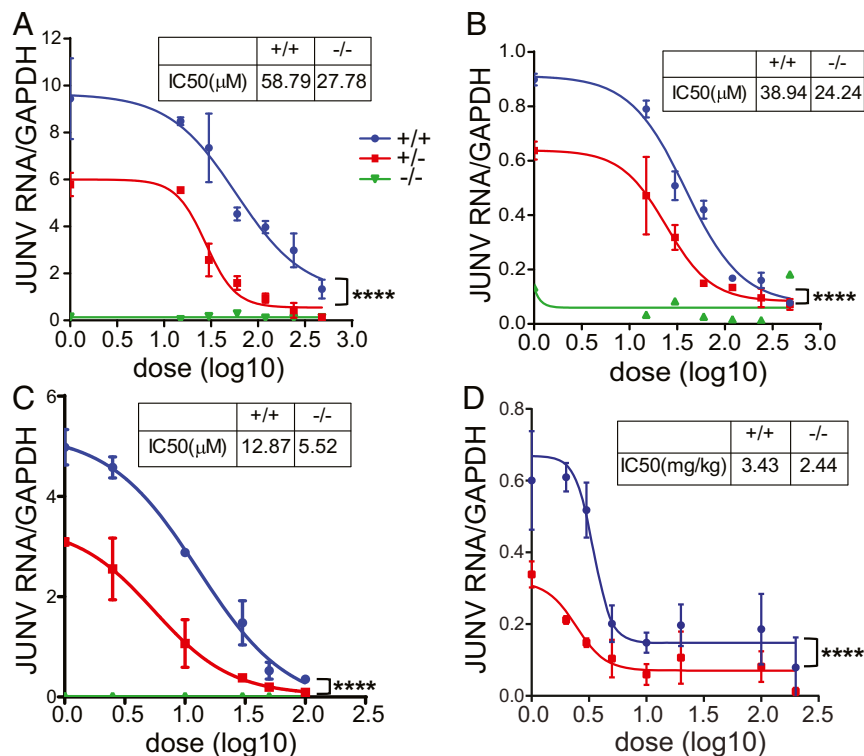 A
JUNV RNA/GAPDH
12
10
8
6
4
2
0
0.0 0.5 1.0 1.5 2.0 2.5 3.0
dose (log10)
+/+ -/-
IC50(μM) 58.79 27.78
+/+
+/-
-/-
****
B
JUNV RNA/GAPDH
1.0
0.8
0.6
0.4
0.2
0.0
0.0 0.5 1.0 1.5 2.0 2.5 3.0
dose (log10)
+/+ -/-
IC50(μM) 38.94 24.24
****
C
JUNV RNA/GAPDH
6
4
2
0
0.0 0.5 1.0 1.5 2.0 2.5
dose (log10)
+/+ -/-
IC50(μM) 12.87 5.52
****
D
JUNV RNA/GAPDH
0.8
0.6
0.4
0.2
0.0
0.0 0.5 1.0 1.5 2.0 2.5
dose (log10)
+/+ -/-
IC50(mg/kg) 3.43 2.44
****